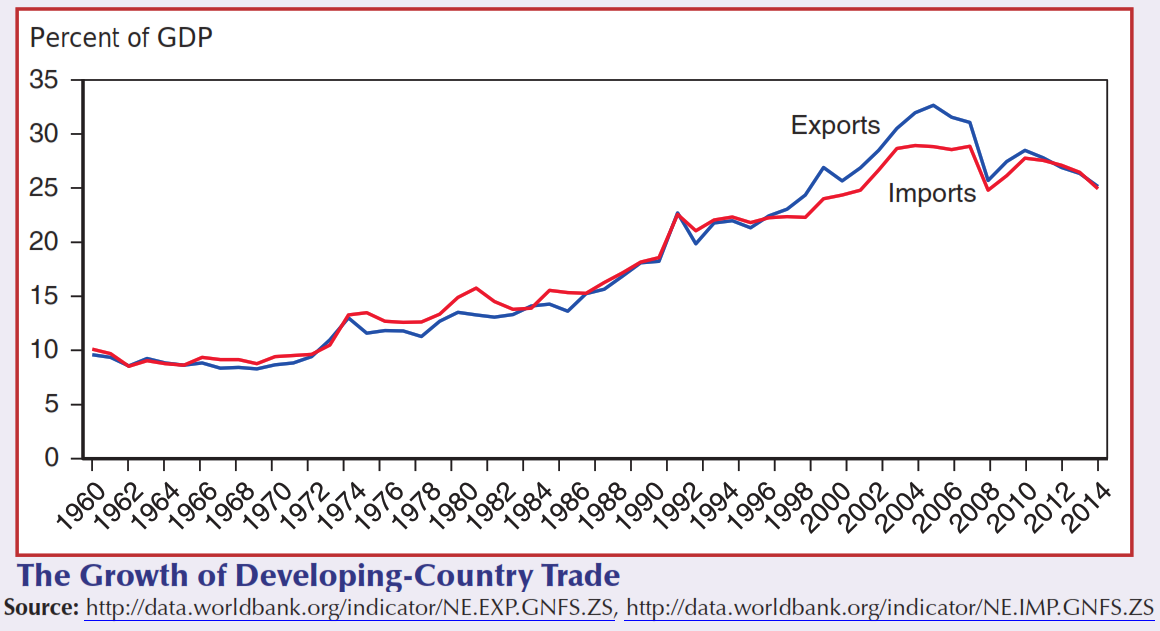 Percent of GDP
35
30
25
20
15
10
5
0
Exports
Imports
1960 1962 1964 1966 1968 1970 1972 1974 1976 1978 1980 1982 1984 1986 1988 1990 1992 1994 1996 1998 2000 2002 2004 2006 2008 2010 2012 2014
The Growth of Developing-Country Trade
Source: http://data.worldbank.org/indicator/NE.EXP.GNFS.ZS, http://data.worldbank.org/indicator/NE.IMP.GNFS.ZS